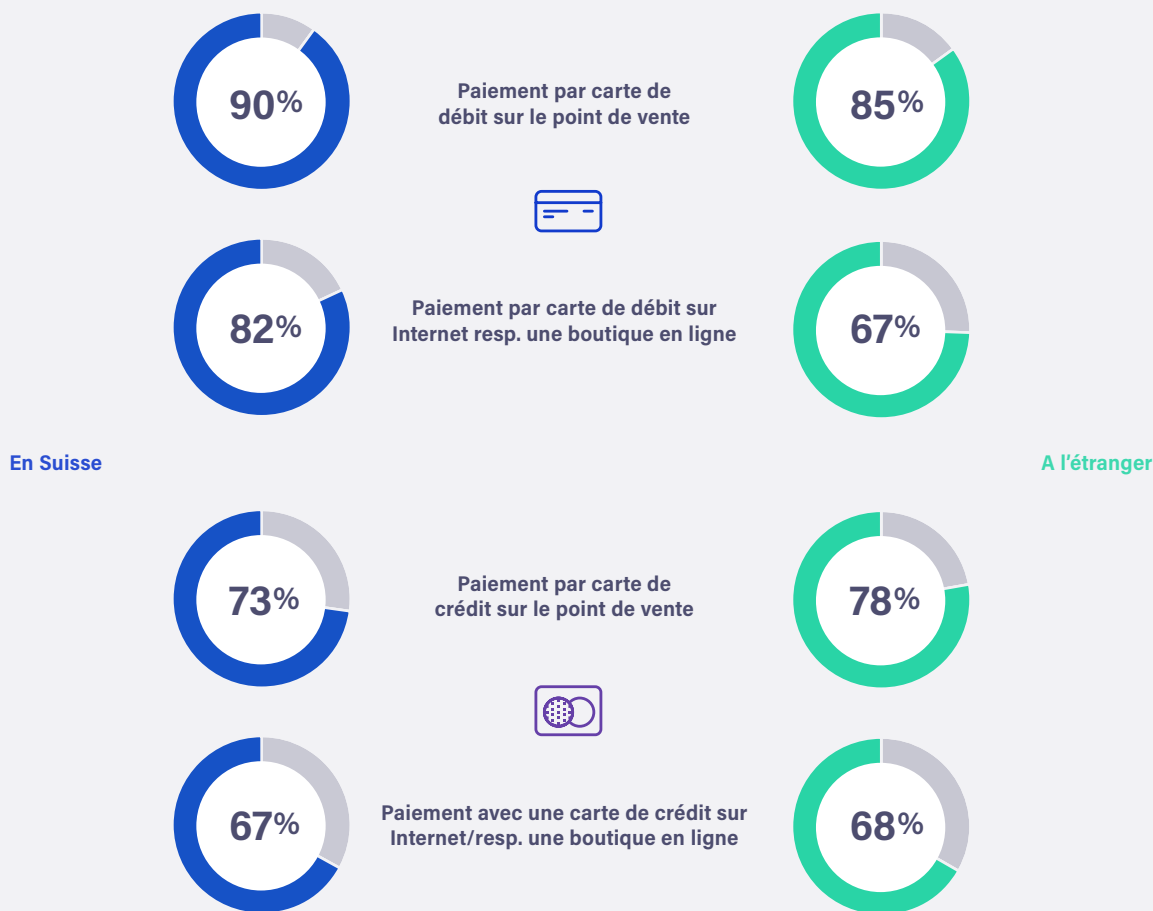 90%
Paiement par carte de
débit sur le point de vente
85%
82%
Paiement par carte de débit sur
Internet resp. une boutique en ligne
67%
En Suisse
A l’étranger
73%
Paiement par carte de
crédit sur le point de vente
78%
67%
Paiement avec une carte de crédit sur
Internet/resp. une boutique en ligne
68%